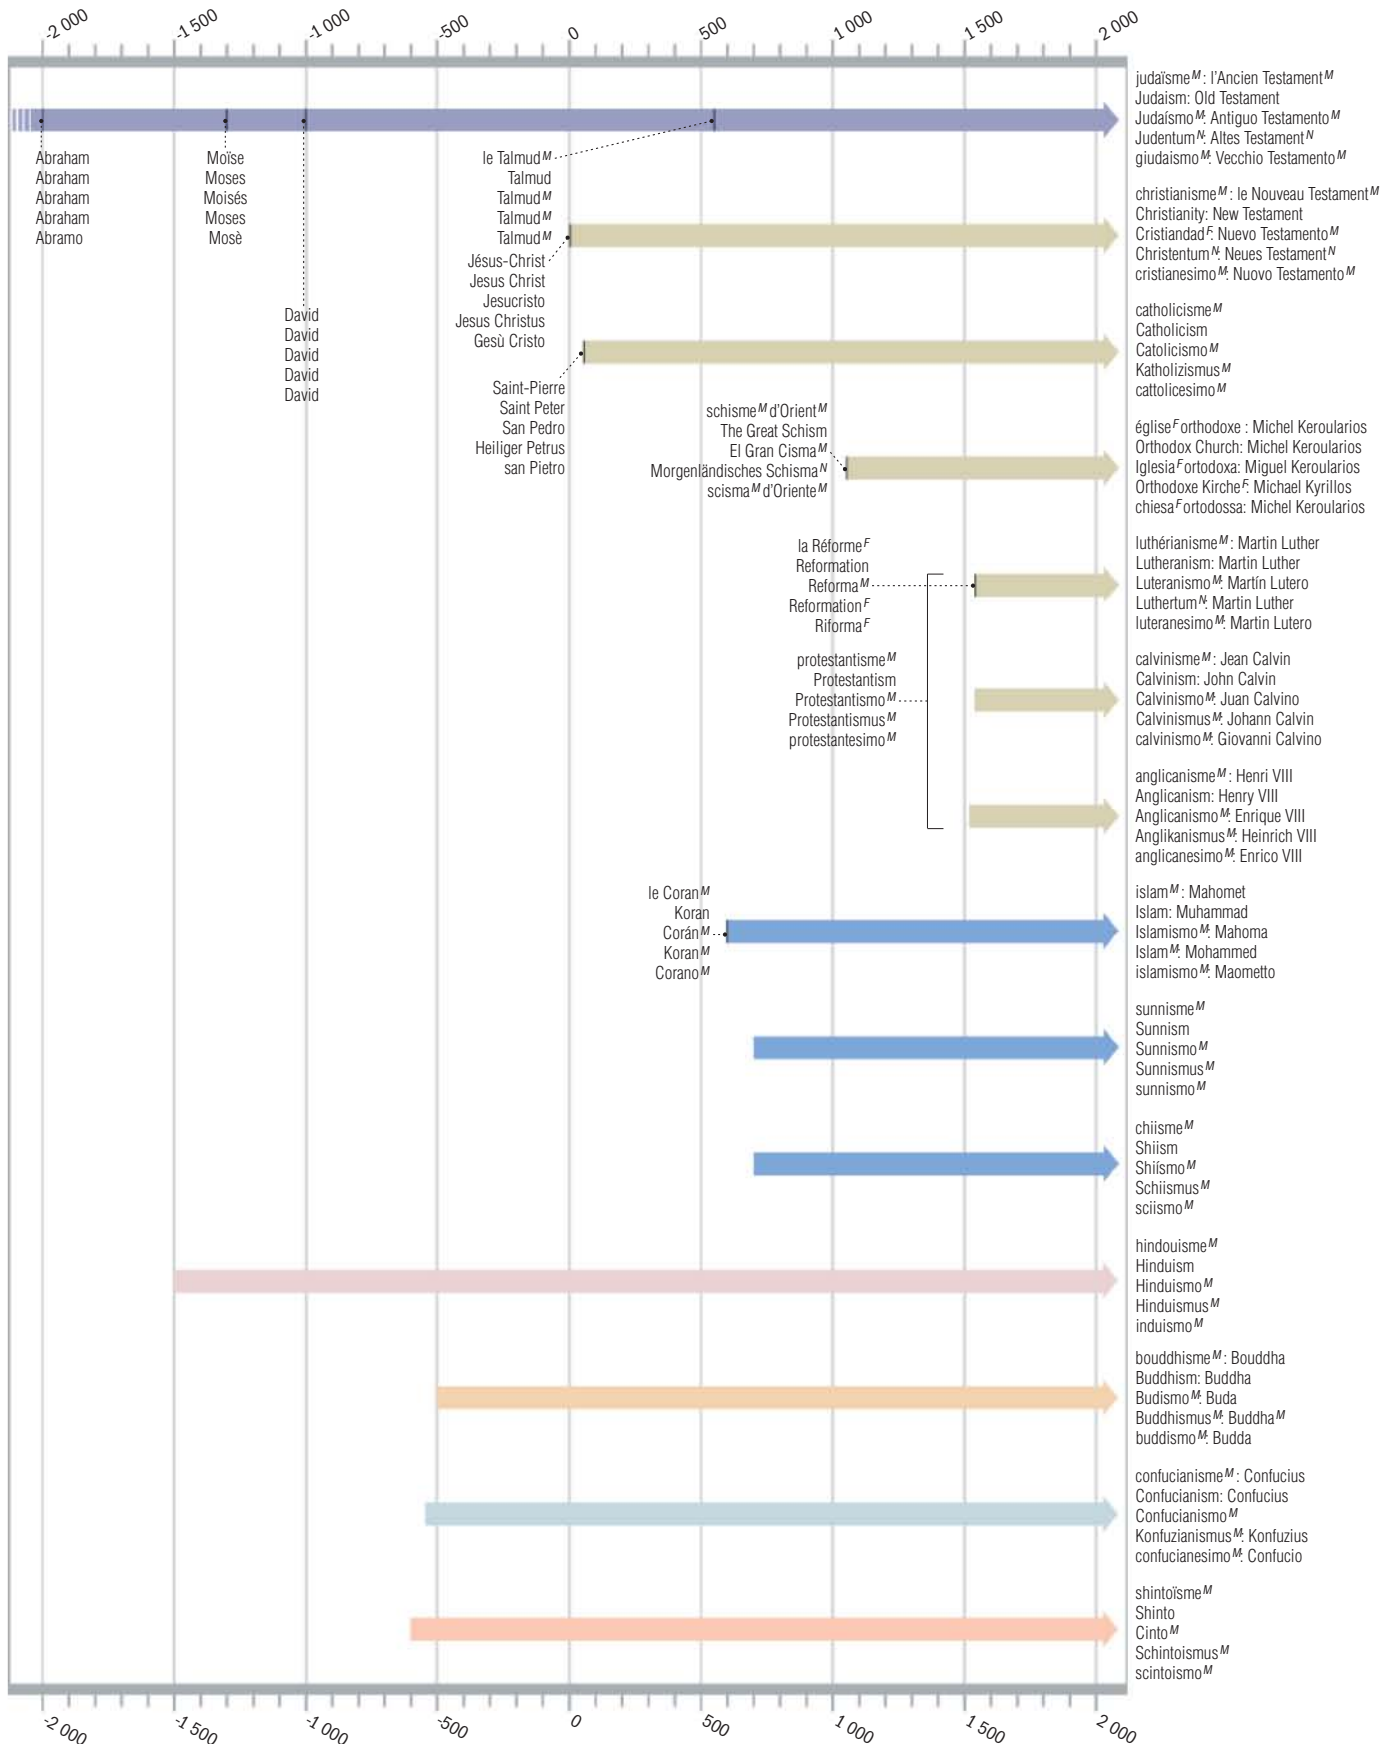 -2 000
-1 500
-1 000
-500
0
500
1 000
1 500
2 000
judaïsme M : l'Ancien Testament M
Judaism: Old Testament
Judaísmo M: Antiguo Testamento M
Judentum N: Altes Testament N
giudaismo M: Vecchio Testamento M
Abraham
Abraham
Abraham
Abraham
Abramo
Moïse
Moses
Moisés
Moses
Mosè
David
David
David
David
David
le Talmud M
Talmud
Talmud M
Talmud M
Talmud M
christianisme M : le Nouveau Testament M
Christianity: New Testament
Cristiandad F: Nuevo Testamento M
Christentum N: Neues Testament N
cristianesimo M: Nuovo Testamento M
Jésus-Christ
Jesus Christ
Jesucristo
Jesus Christus
Gesù Cristo
catholicisme M
Catholicism
Catolicismo M
Katholizismus M
cattolicesimo M
Saint-Pierre
Saint Peter
San Pedro
Heiliger Petrus
san Pietro
schisme M d'Orient M
The Great Schism
El Gran Cisma M
Morgenländisches Schisma N
scisma M d'Oriente M
église F orthodoxe : Michel Keroularios
Orthodox Church: Michel Keroularios
Iglesia F ortodoxa: Miguel Keroularios
Orthodoxe Kirche F: Michael Kyrillos
chiesa F ortodossa: Michel Keroularios
la Réforme F
Reformation
Reforma M
Reformation F
Riforma F
luthérianisme M : Martin Luther
Lutheranism: Martin Luther
Luteranismo M: Martín Lutero
Luthertum N: Martin Luther
luteranesimo M: Martin Lutero
protestantisme M
Protestantism
Protestantismo M
Protestantismus M
protestantesimo M
calvinisme M : Jean Calvin
Calvinism: John Calvin
Calvinismo M: Juan Calvino
Calvinismus M: Johann Calvin
calvinismo M: Giovanni Calvino
anglicanisme M : Henri VIII
Anglicanism: Henry VIII
Anglicanismo M: Enrique VIII
Anglikanismus M: Heinrich VIII
anglicanesimo M: Enrico VIII
le Coran M
Koran
Corán M
Koran M
Corano M
islam M : Mahomet
Islam: Muhammad
Islamismo M: Mahoma
Islam M: Mohammed
islamismo M: Maometto
sunnisme M
Sunnism
Sunnismo M
Sunnismus M
sunnismo M
chiisme M
Shiism
Shiísmo M
Schiismus M
sciismo M
hindouisme M
Hinduism
Hinduismo M
Hinduismus M
induismo M
bouddhisme M : Bouddha
Buddhism: Buddha
Budismo M: Buda
Buddhismus M: Buddha M
buddismo M: Budda
confucianisme M : Confucius
Confucianism: Confucius
Confucianismo M
Konfuzianismus M: Konfuzius
confucianesimo M: Confucio
shintoïsme M
Shinto
Cinto M
Schintoismus M
scintoismo M
-2 000
-1 500
-1 000
-500
0
500
1 000
1 500
2 000